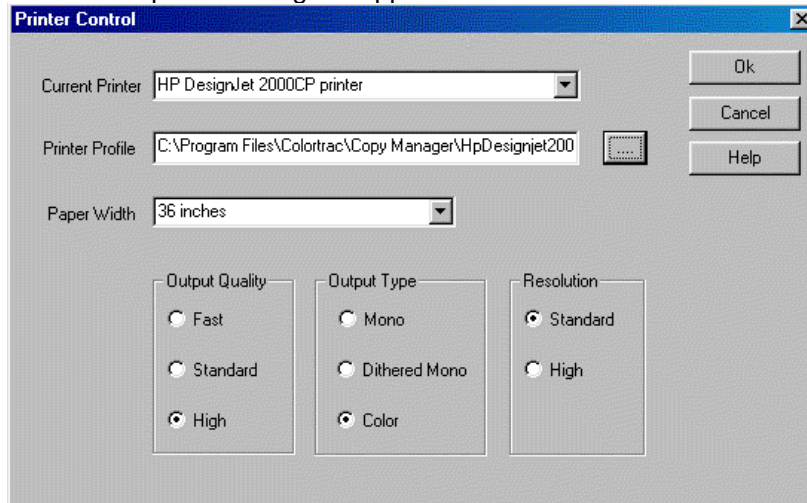 Printer Control
Current Printer HP DesignJet 2000CP printer
Printer Profile C:\Program Files\Colortrac\Copy Manager\HpDesignjet200 ....
Paper Width 36 inches
Ok
Cancel
Help
Output Quality
Fast
Standard
High
Output Type
Mono
Dithered Mono
Color
Resolution
Standard
High